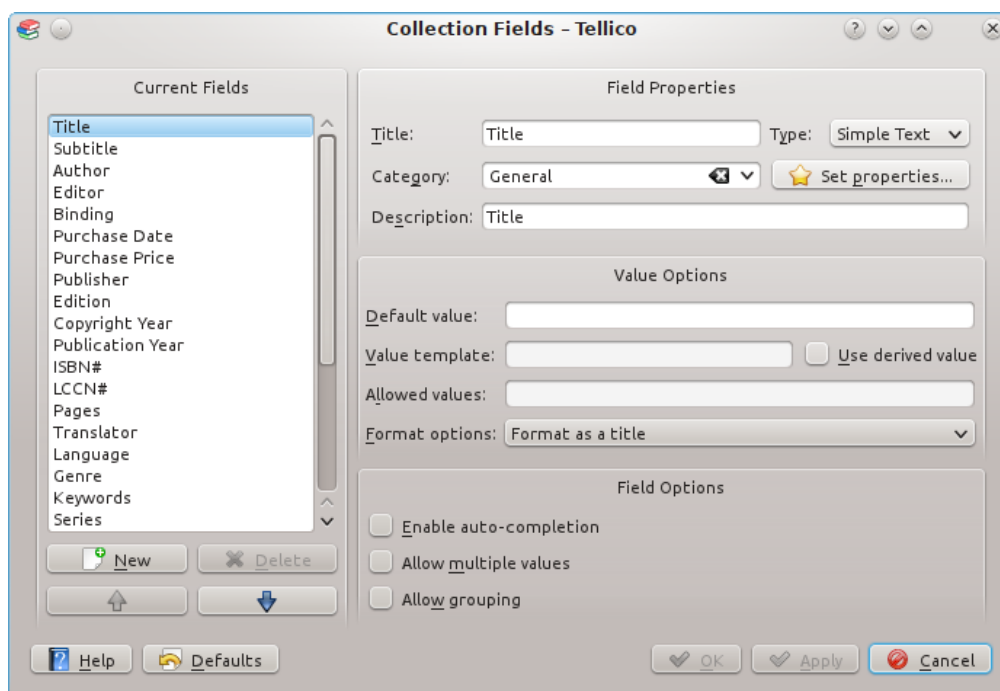 Collection Fields – Tellico
Current Fields
Title
Subtitle
Author
Editor
Binding
Purchase Date
Purchase Price
Publisher
Edition
Copyright Year
Publication Year
ISBN#
LCCN#
Pages
Translator
Language
Genre
Keywords
Series
New Delete
Field Properties
Title: Title Type: Simple Text
Category: General Set properties...
Description: Title
Value Options
Default value:
Value template: Use derived value
Allowed values:
Format options: Format as a title
Field Options
Enable auto-completion
Allow multiple values
Allow grouping
Help Defaults OK Apply Cancel